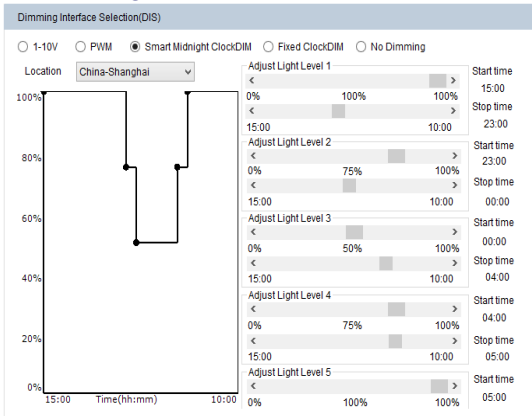 Dimming Interface Selection(DIS)
1-10V PWM Smart Midnight ClockDIM Fixed ClockDIM No Dimming
Location China-Shanghai
100%
80%
60%
40%
20%
0%
15:00 Time(hh:mm) 10:00
Adjust Light Level 1
0% 100% 100%
15:00 10:00
Start time
15:00
Stop time
23:00
Adjust Light Level 2
0% 75% 100%
15:00 10:00
Start time
23:00
Stop time
00:00
Adjust Light Level 3
0% 50% 100%
15:00 10:00
Start time
00:00
Stop time
04:00
Adjust Light Level 4
0% 75% 100%
15:00 10:00
Start time
04:00
Stop time
05:00
Adjust Light Level 5
0% 100% 100%
Start time
05:00